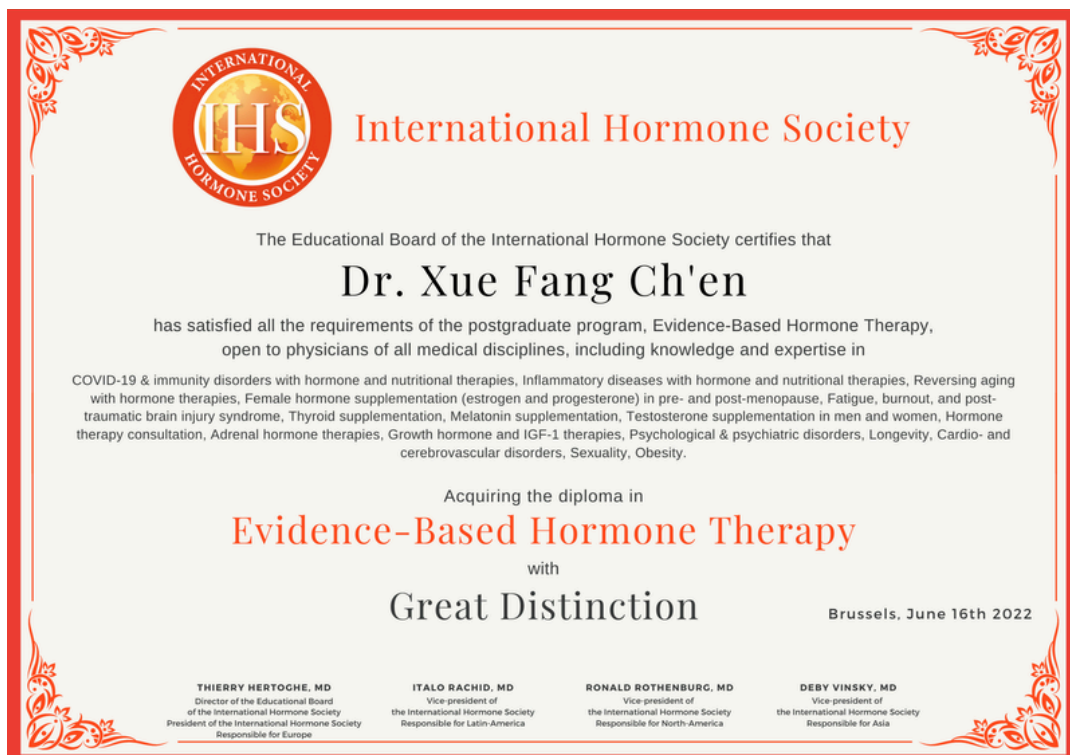 INTERNATIONAL
IHS
HORMONE SOCIETY
International Hormone Society
The Educational Board of the International Hormone Society certifies that
Dr. Xue Fang Ch'en
has satisfied all the requirements of the postgraduate program, Evidence-Based Hormone Therapy,
open to physicians of all medical disciplines, including knowledge and expertise in
COVID-19 & immunity disorders with hormone and nutritional therapies, Inflammatory diseases with hormone and nutritional therapies, Reversing aging
with hormone therapies, Female hormone supplementation (estrogen and progesterone) in pre- and post-menopause, Fatigue, burnout, and post-
traumatic brain injury syndrome, Thyroid supplementation, Melatonin supplementation, Testosterone supplementation in men and women, Hormone
therapy consultation, Adrenal hormone therapies, Growth hormone and IGF-1 therapies, Psychological & psychiatric disorders, Longevity, Cardio- and
cerebrovascular disorders, Sexuality, Obesity.
Acquiring the diploma in
Evidence-Based Hormone Therapy
with
Great Distinction
Brussels, June 16th 2022
THIERRY HERTOGHE, MD
Director of the Educational Board
of the International Hormone Society
President of the International Hormone Society
Responsible for Europe
ITALO RACHID, MD
Vice-president of
the International Hormone Society
Responsible for Latin-America
RONALD ROTHENBURG, MD
Vice-president of
the International Hormone Society
Responsible for North-America
DEBY VINSKY, MD
Vice-president of
the International Hormone Society
Responsible for Asia